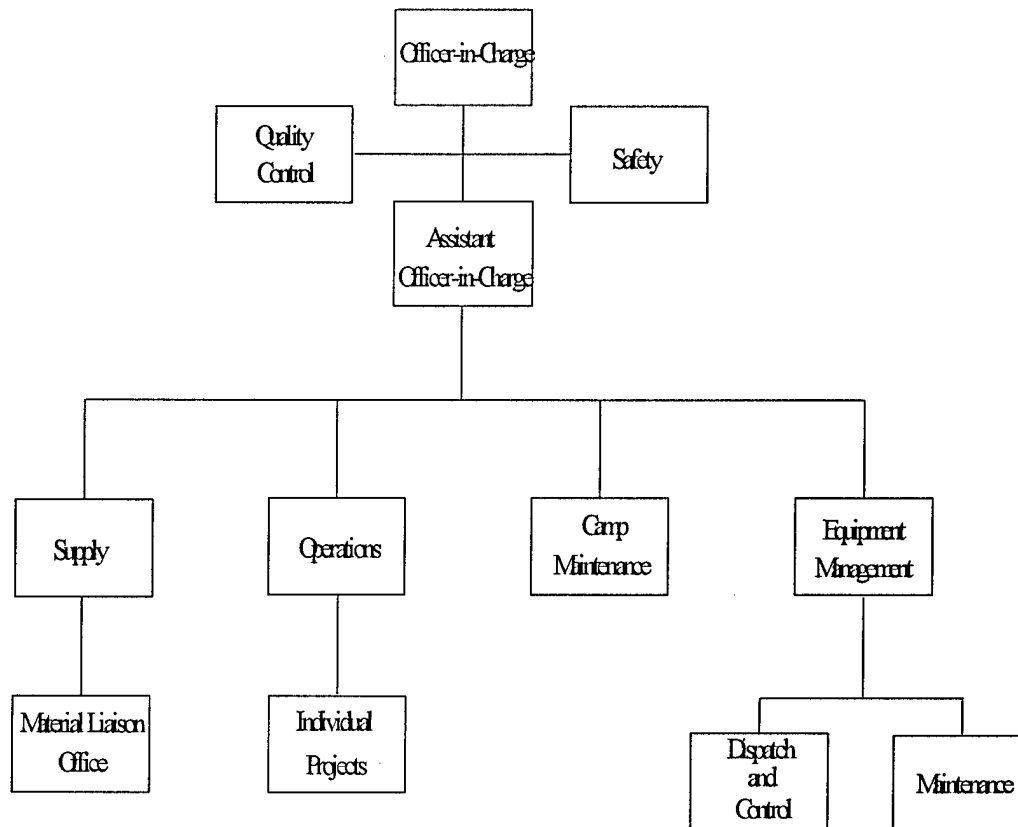 Officer-in-Charge
Quality
Control
Safety
Assistant
Officer-in-Charge
Supply
Operations
Camp
Maintenance
Equipment
Management
Material Liaison
Office
Individual
Projects
Dispatch
and
Control
Maintenance